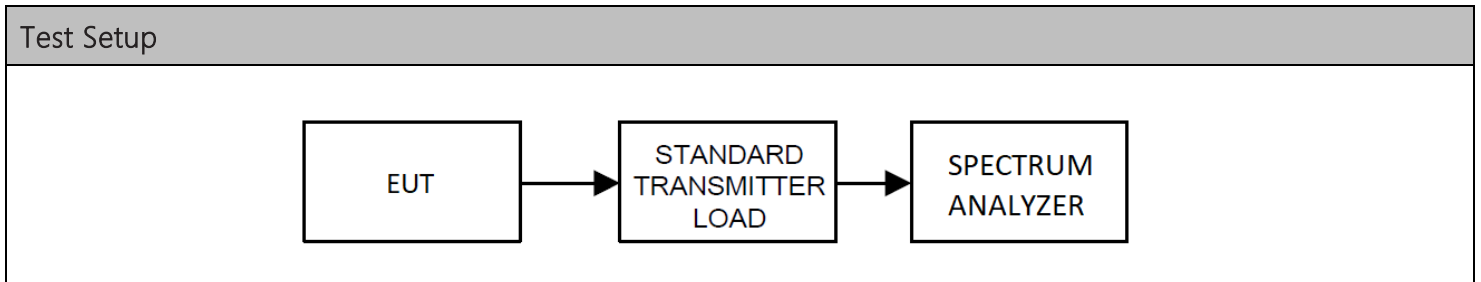 Test Setup
EUT
STANDARD
TRANSMITTER
LOAD
SPECTRUM
ANALYZER